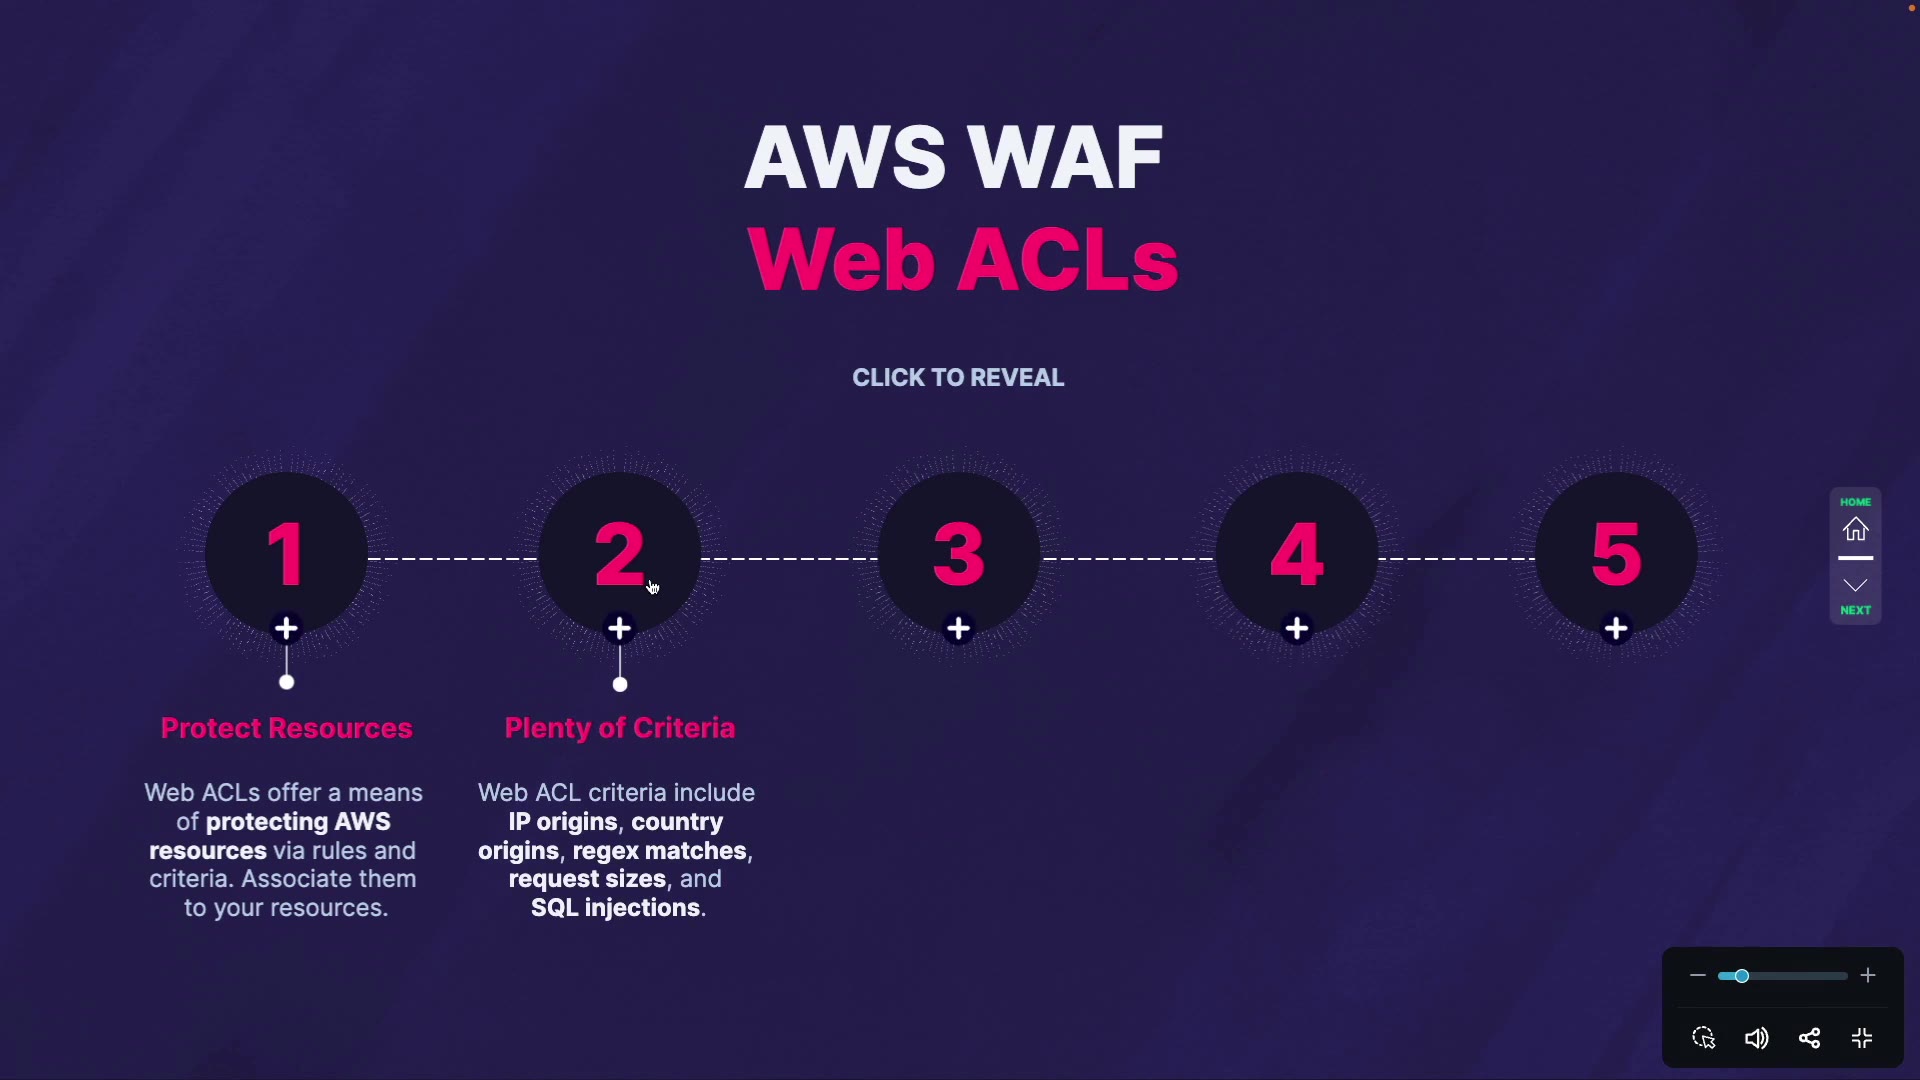 AWS WAF
Web ACLs
CLICK TO REVEAL
1
2
3
4
5
HOME
NEXT
Protect Resources
Web ACLs offer a means
of protecting AWS
resources via rules and
criteria. Associate them
to your resources.
Plenty of Criteria
Web ACL criteria include
IP origins, country
origins, regex matches,
request sizes, and
SQL injections.